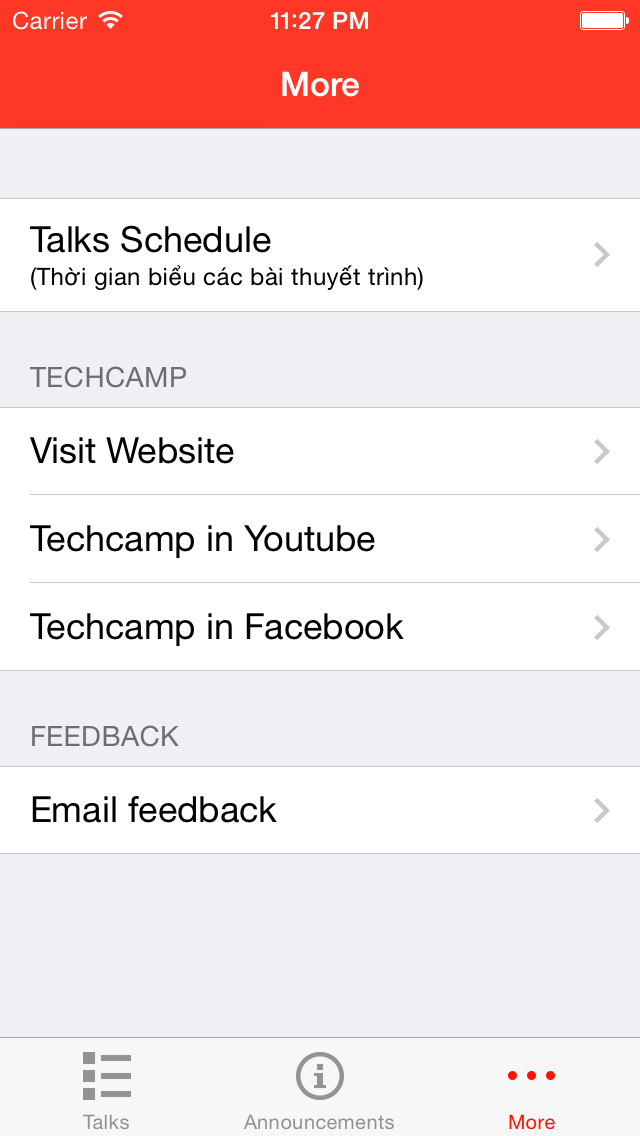 Carrier 11:27 PM
More
Talks Schedule
(Thời gian biểu các bài thuyết trình)
TECHCAMP
Visit Website
Techcamp in Youtube
Techcamp in Facebook
FEEDBACK
Email feedback
Talks Announcements More